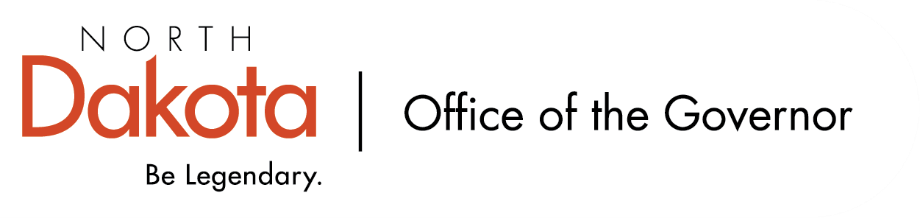 NORTH
Dakota
Be Legendary.
Office of the Governor